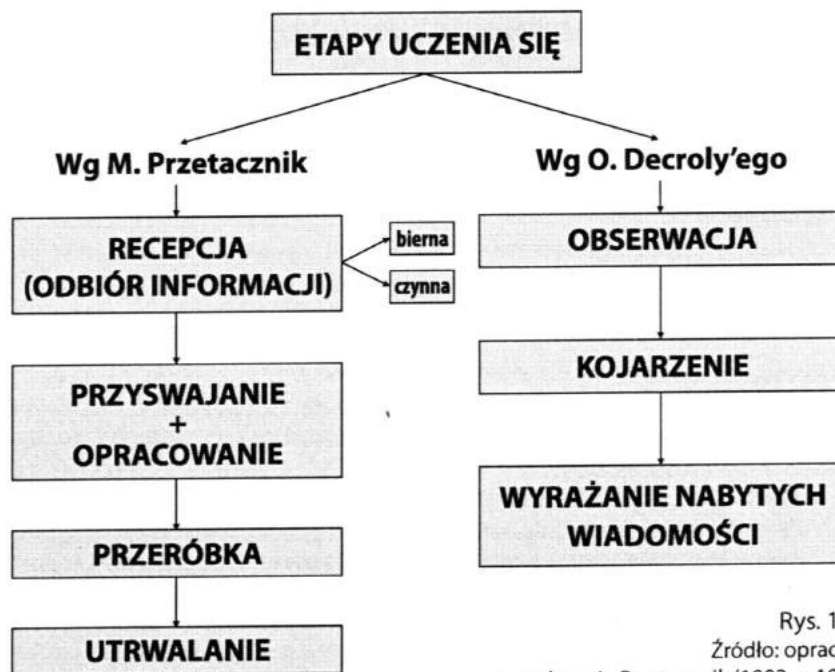 ETAPY UCZENIA SIĘ
Wg M. Przetacznik
RECEPCJA
(ODBIÓR INFORMACJI)
bierna
czynna
PRZYSWAJANIE
+
OPRACOWANIE
PRZERÓBKA
UTRWALANIE
Wg O. Decroly’ego
OBSERWACJA
KOJARZENIE
WYRAŻANIE NABYTYCH
WIADOMOŚCI
Rys. 1
Źródło: oprac